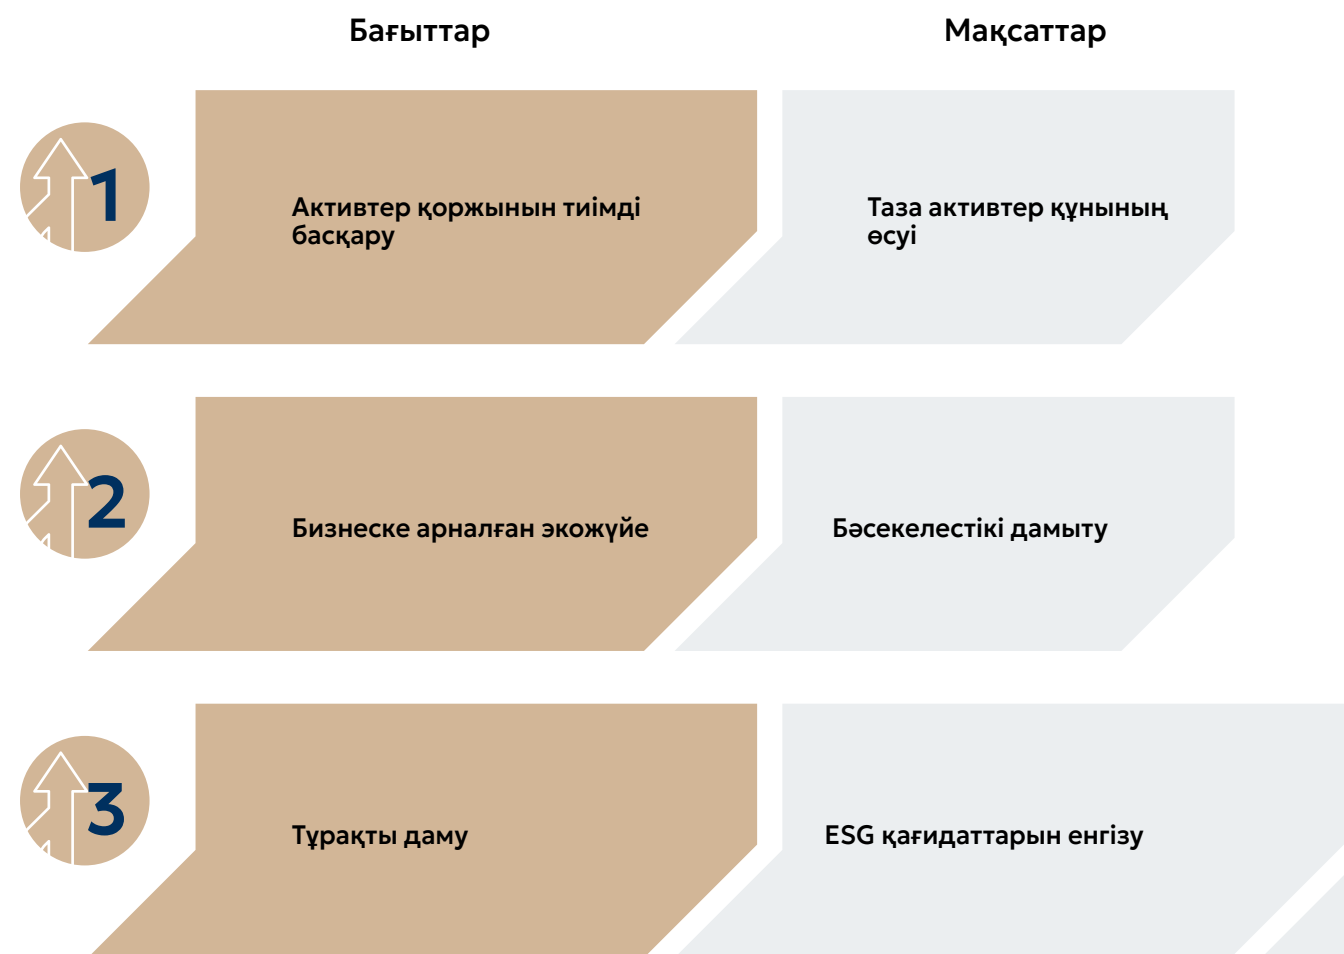 Бағыттар
Мақсаттар
1
Активтер қоржынын тиімді
басқару
Таза активтер құнының
өсуі
2
Бизнеске арналған экожүйе
Бәсекелестікі дамыту
3
Тұрақты даму
ESG қағидаттарын енгізу